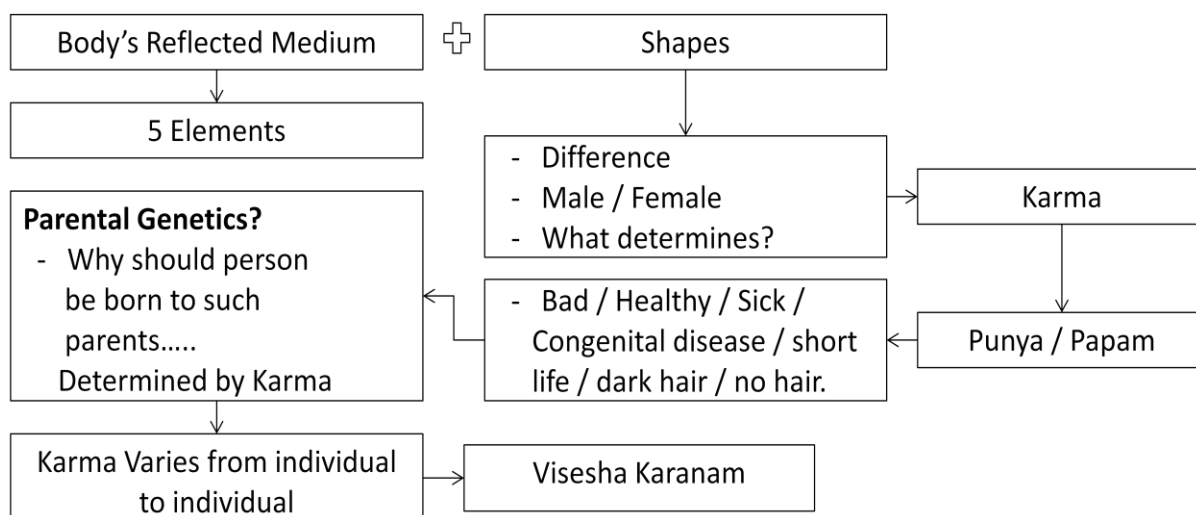 Body's Reflected Medium
Shapes
5 Elements
- Difference
- Male / Female
- What determines?
Karma
Punya / Papam
- Bad / Healthy / Sick /
Congenital disease / short
life / dark hair / no hair.
Parental Genetics?
- Why should person
be born to such
parents.....
Determined by Karma
Karma Varies from individual
to individual
Visesha Karanam